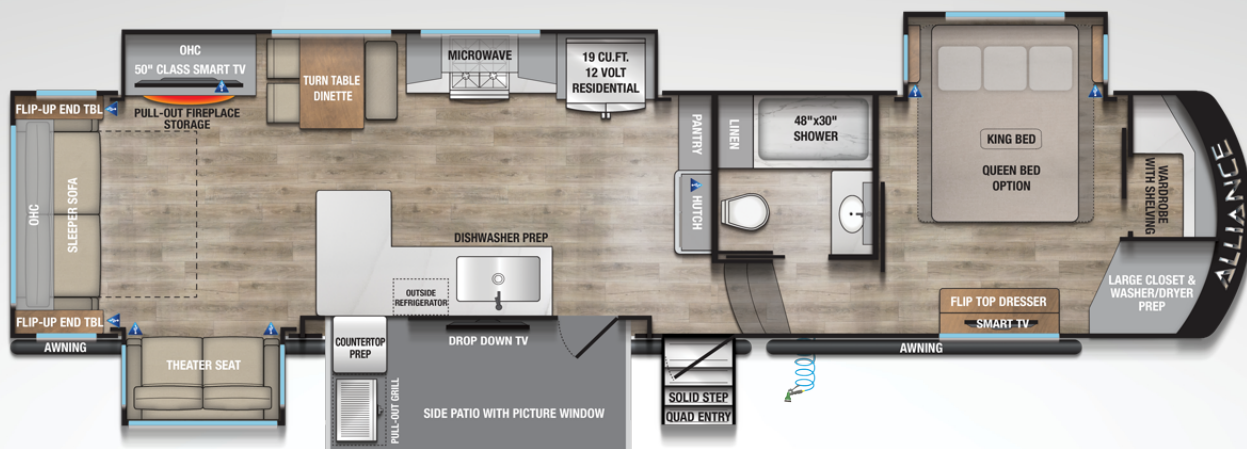 OHC
50" CLASS SMART TV
PULL-OUT FIREPLACE
STORAGE
FLIP-UP END TBL
OHC
SLEEPER SOFA
FLIP-UP END TBL
TURN TABLE
DINETTE
MICROWAVE
19 CU.FT.
12 VOLT
RESIDENTIAL
PANTRY
HUTCH
LINEN
48"x30"
SHOWER
KING BED
QUEEN BED
OPTION
WARDROBE
WITH SHELVING
ALLIANCE
LARGE CLOSET &
WASHER/DRYER
PREP
FLIP TOP DRESSER
SMART TV
DISHWASHER PREP
OUTSIDE
REFRIGERATOR
COUNTERTOP
PREP
DROP DOWN TV
AWNING
THEATER SEAT
PULL-OUT GRILL
SIDE PATIO WITH PICTURE WINDOW
SOLID STEP
QUAD ENTRY
AWNING